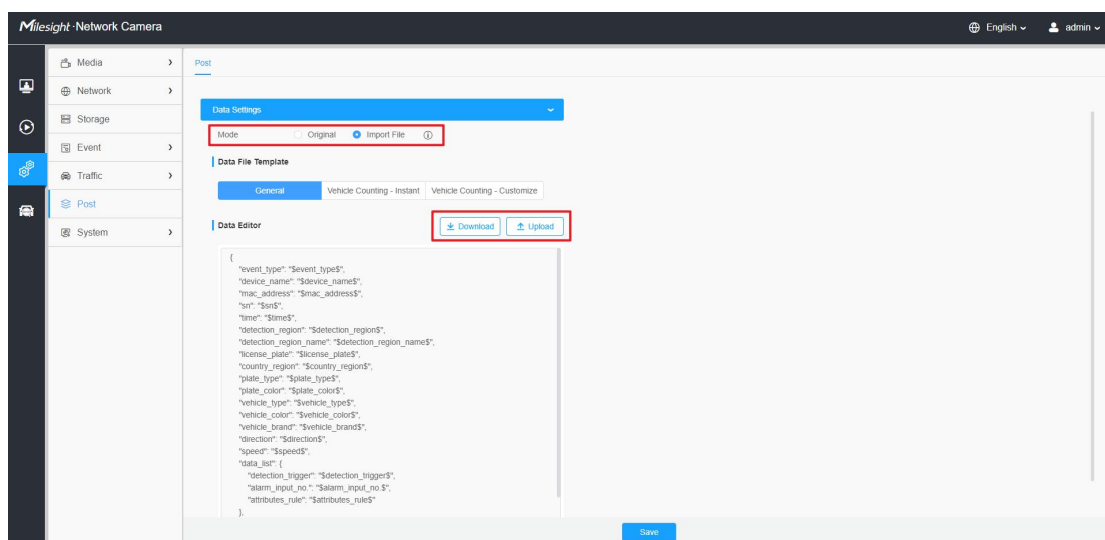 Milesight · Network Camera
English
admin
Media
Post
Network
Data Settings
Storage
Mode
Original
Import File
Event
Data File Template
Traffic
General
Vehicle Counting - Instant
Vehicle Counting - Customize
Post
Data Editor
Download
Upload
System
{
"event_type": "$event_type$",
"device_name": "$device_name$",
"mac_address": "$mac_address$",
"sn": "$sn$",
"time": "$time$",
"detection_region": "$detection_region$",
"detection_region_name": "$detection_region_name$",
"license_plate": "$license_plate$",
"country_region": "$country_region$",
"plate_type": "$plate_type$",
"plate_color": "$plate_color$",
"vehicle_type": "$vehicle_type$",
"vehicle_color": "$vehicle_color$",
"vehicle_brand": "$vehicle_brand$",
"direction": "$direction$",
"speed": "$speed$",
"data_list": {
"detection_trigger": "$detection_trigger$",
"alarm_input_no.": "$alarm_input_no.$",
"attributes_rule": "$attributes_rule$"
},
Save